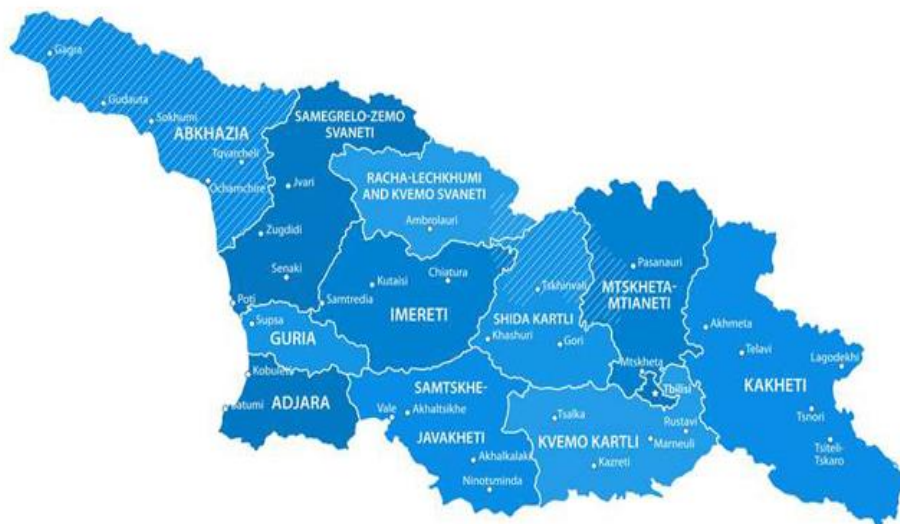 Gagra
Gudauta
Sokhumi
ABKHAZIA
Tqvarcheli
Ochamchire
SAMEGRELO-ZEMO
SVANETI
Jvari
Zugdidi
Senaki
Poti
RACHA-LECHKHUMI
AND KVEMO SVANETI
Ambrolauri
Kutaisi
Chiatura
Samtredia
IMERETI
Supsa
GURIA
Kobuleti
Batumi
ADJARA
Tskhinvali
SHIDA KARTLI
Khashuri
Gori
Pasanauri
MTSKHETA-
MTIANETI
Mtskheta
Tbilisi
SAMTSKHE-
Vale
Akhaltsikhe
JAVAKHETI
Akhalkalaki
Ninotsminda
Tsalka
Rustavi
KVEMO KARTLI
Marneuli
Kazreti
Akhmeta
Telavi
Lagodekhi
KAKHETI
Tsnori
Tsiteli-
Tskaro